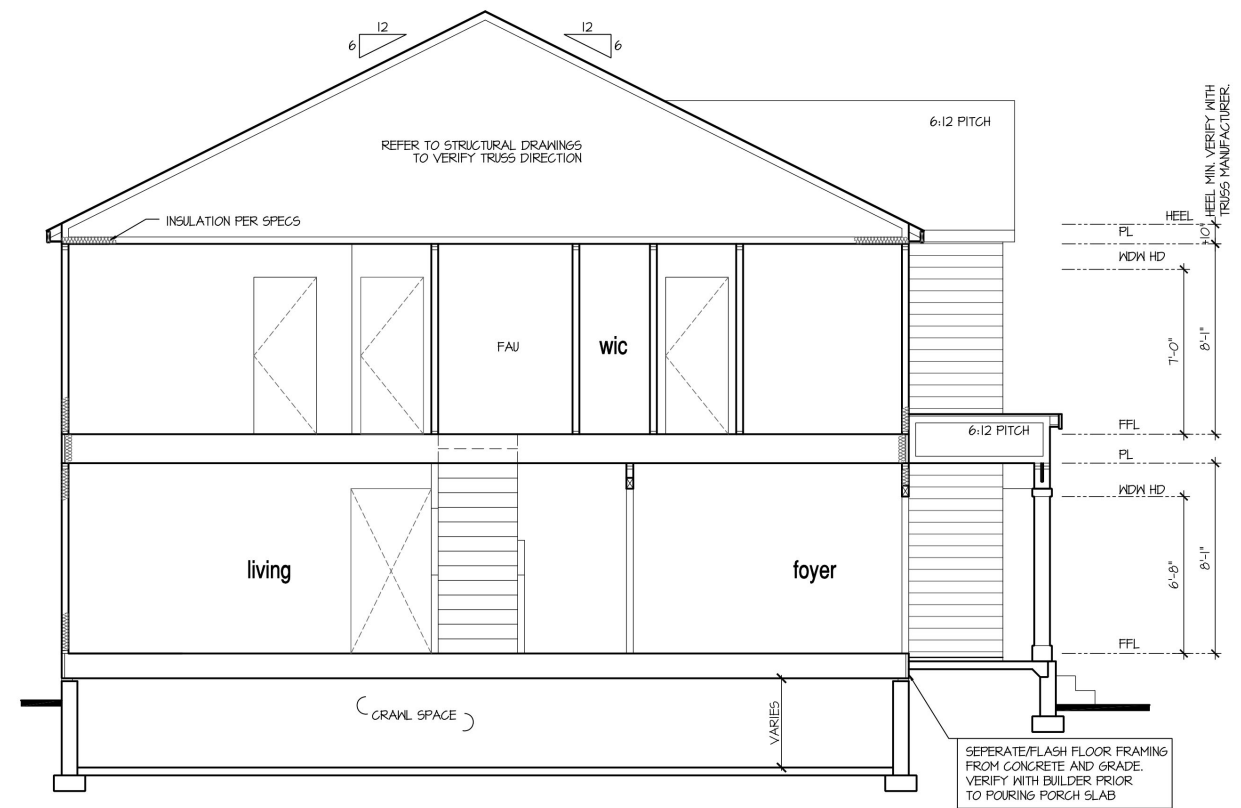 12
6
12
6
6:12 PITCH
REFER TO STRUCTURAL DRAWINGS
TO VERIFY TRUSS DIRECTION
INSULATION PER SPECS
HEEL MIN. VERIFY WITH
TRUSS MANUFACTURER.
HEEL
10"
PL
WDW HD
FAU
wic
7'-0"
8'-1"
6:12 PITCH
FFL
PL
WDW HD
living
foyer
6'-8"
8'-1"
FFL
CRAWL SPACE
VARIES
SEPERATE/FLASH FLOOR FRAMING
FROM CONCRETE AND GRADE.
VERIFY WITH BUILDER PRIOR
TO POURING PORCH SLAB